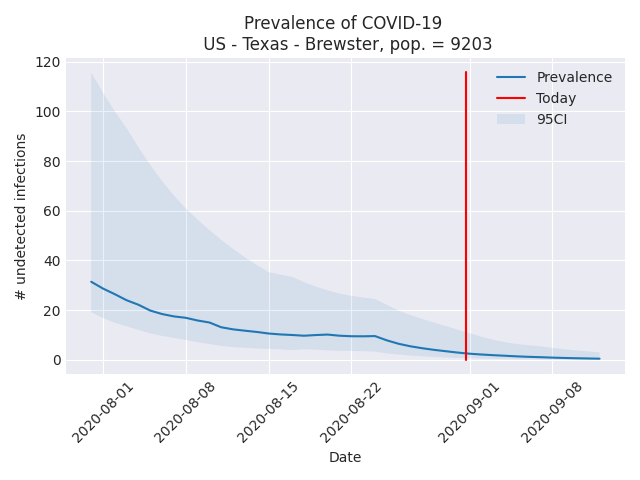 Prevalence of COVID-19
US - Texas - Brewster, pop. = 9203
Prevalence
Today
95CI
# undetected infections
120
100
80
60
40
20
0
2020-08-01
2020-08-08
2020-08-15
2020-08-22
2020-09-01
2020-09-08
Date